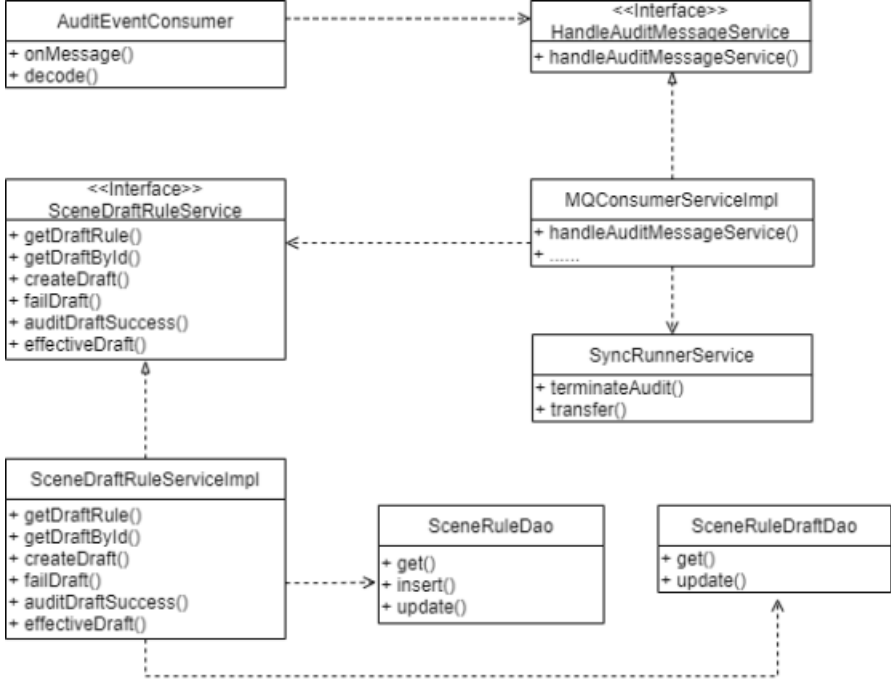 AuditEventConsumer
+ onMessage()
+ decode()
<<Interface>>
HandleAuditMessageService
+ handleAuditMessageService()
<<Interface>>
SceneDraftRuleService
+ getDraftRule()
+ getDraftById()
+ createDraft()
+ failDraft()
+ auditDraftSuccess()
+ effectiveDraft()
MQConsumerServiceImpl
+ handleAuditMessageService()
+ ......
SyncRunnerService
+ terminateAudit()
+ transfer()
SceneDraftRuleServiceImpl
+ getDraftRule()
+ getDraftById()
+ createDraft()
+ failDraft()
+ auditDraftSuccess()
+ effectiveDraft()
SceneRuleDao
+ get()
+ insert()
+ update()
SceneRuleDraftDao
+ get()
+ update()